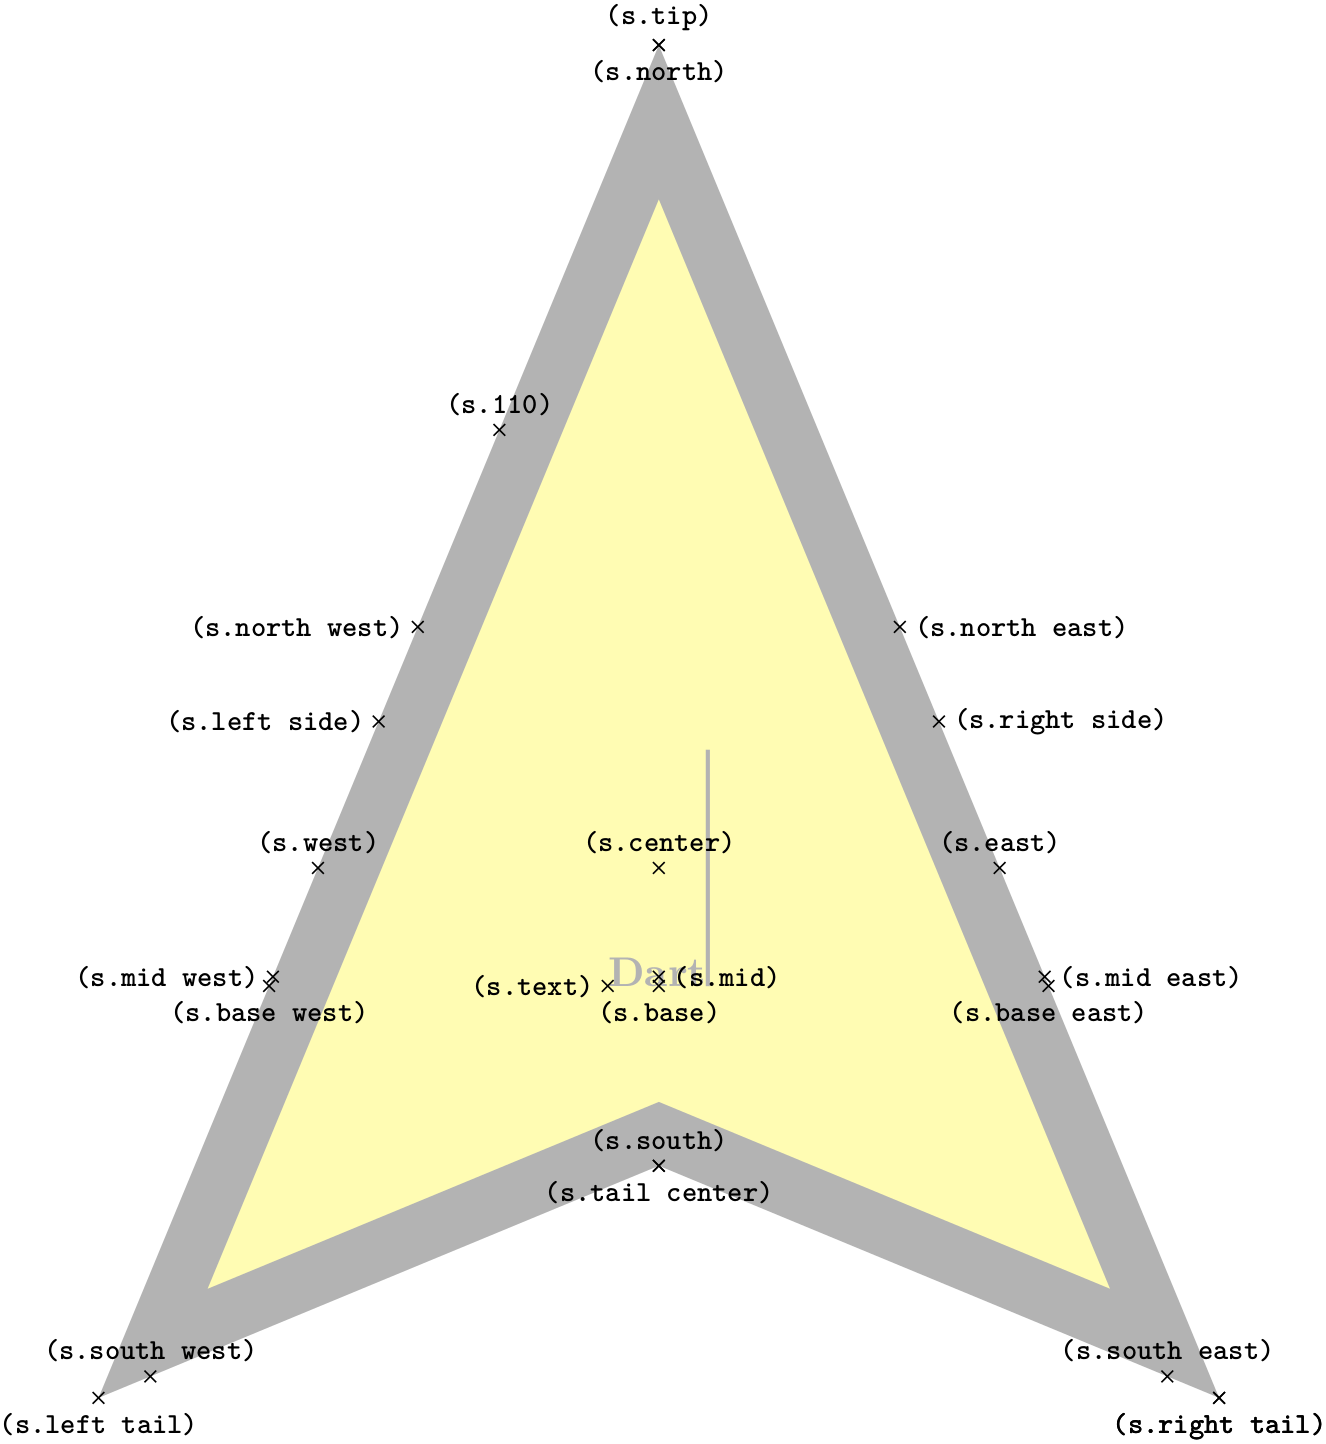 (s.tip)
(s.north)
(s.110)
(s.north west)
(s.north east)
(s.left side)
(s.right side)
(s.west)
(s.center)
(s.east)
(s.mid west)
Dart
(s.mid)
(s.mid east)
(s.text)
(s.base west)
(s.base)
(s.base east)
(s.south)
(s.tail center)
(s.south west)
(s.south east)
(s.left tail)
(s.right tail)